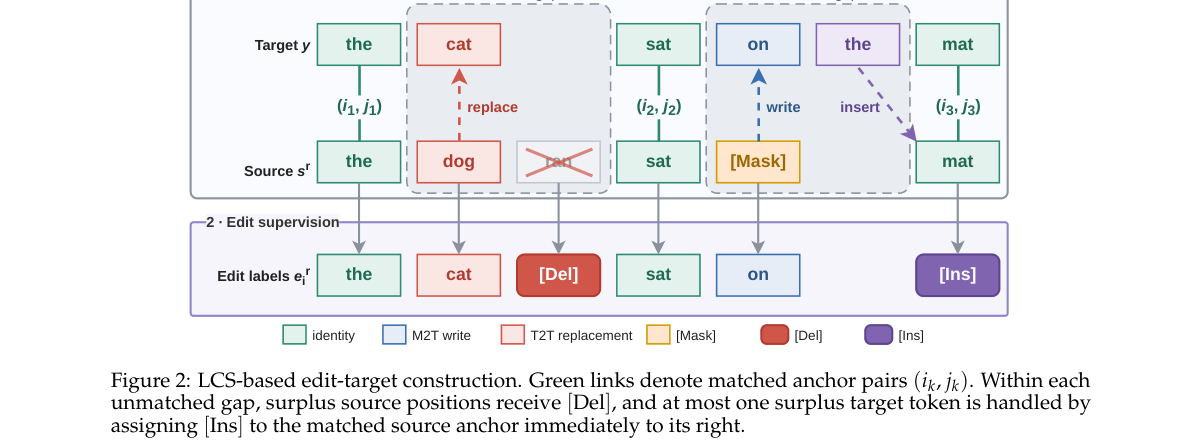 Target y the cat sat on the mat
(i1, j1) replace (i2, j2) write insert (i3, j3)
Source sʳ the dog ran sat [Mask] mat
2 · Edit supervision
Edit labels eᵢʳ the cat [Del] sat on [Ins]
identity M2T write T2T replacement [Mask] [Del] [Ins]
Figure 2: LCS-based edit-target construction. Green links denote matched anchor pairs (iₖ, jₖ). Within each
unmatched gap, surplus source positions receive [Del], and at most one surplus target token is handled by
assigning [Ins] to the matched source anchor immediately to its right.